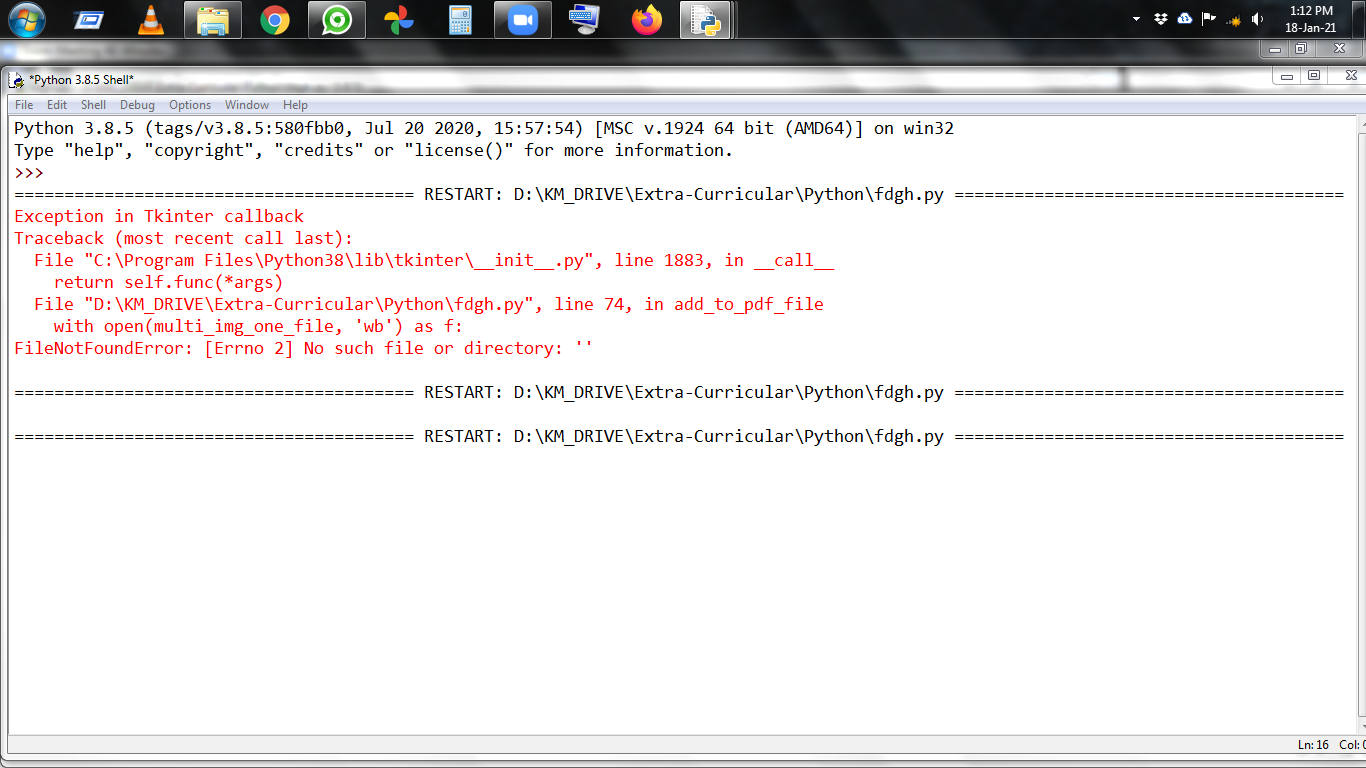 1:12 PM
18-Jan-21
*Python 3.8.5 Shell*
File Edit Shell Debug Options Window Help
Python 3.8.5 (tags/v3.8.5:580fbb0, Jul 20 2020, 15:57:54) [MSC v.1924 64 bit (AMD64)] on win32
Type "help", "copyright", "credits" or "license()" for more information.
>>>
======================================== RESTART: D:\KM_DRIVE\Extra-Curricular\Python\fdgh.py =======================================
Exception in Tkinter callback
Traceback (most recent call last):
  File "C:\Program Files\Python38\lib\tkinter\__init__.py", line 1883, in __call__
    return self.func(*args)
  File "D:\KM_DRIVE\Extra-Curricular\Python\fdgh.py", line 74, in add_to_pdf_file
    with open(multi_img_one_file, 'wb') as f:
FileNotFoundError: [Errno 2] No such file or directory: ''
======================================== RESTART: D:\KM_DRIVE\Extra-Curricular\Python\fdgh.py =======================================
======================================== RESTART: D:\KM_DRIVE\Extra-Curricular\Python\fdgh.py =======================================
Ln: 16 Col: 0